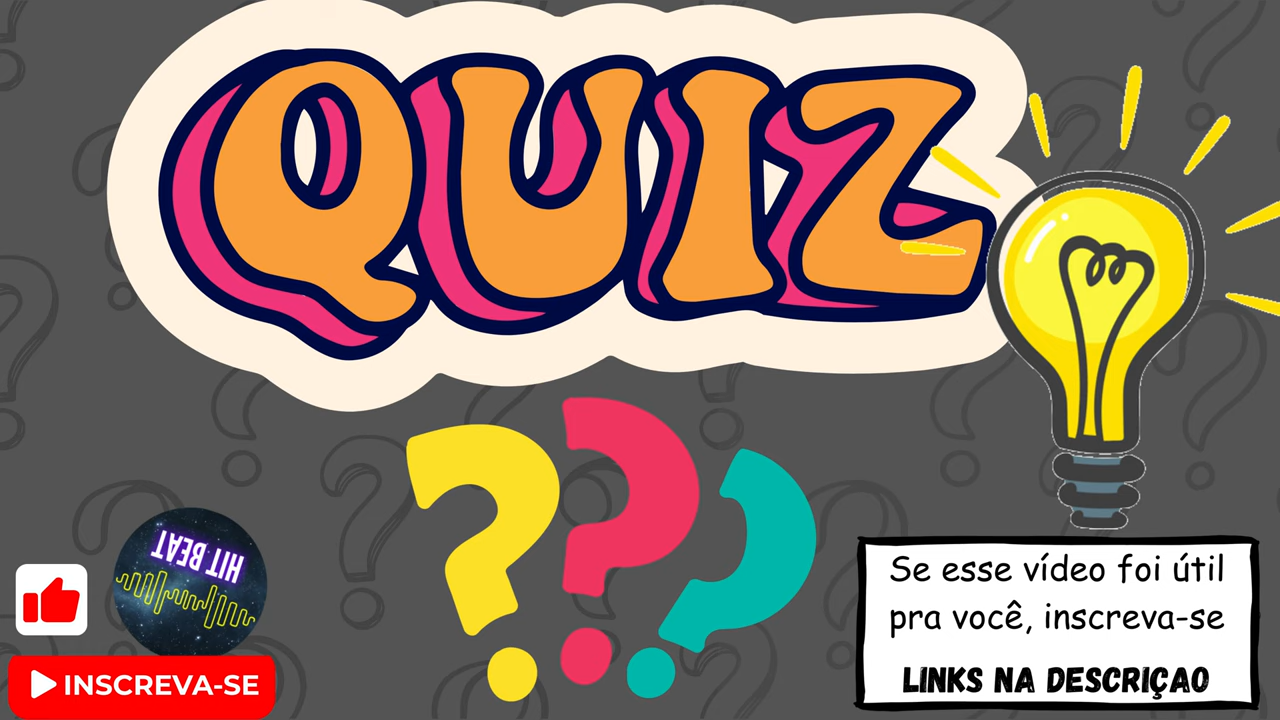 QUIZ
HIT BEAT
INSCREVA-SE
Se esse vídeo foi útil
pra você, inscreva-se
LINKS NA DESCRIÇAO